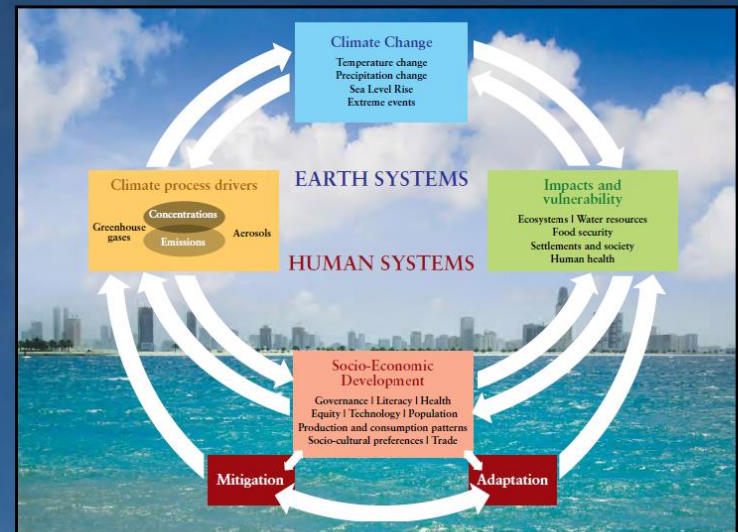 Climate Change
Temperature change
Precipitation change
Sea Level Rise
Extreme events
EARTH SYSTEMS
Climate process drivers
Greenhouse
gases
Concentrations
Emissions
Aerosols
Impacts and
vulnerability
Ecosystems | Water resources
Food security
Settlements and society
Human health
HUMAN SYSTEMS
Socio-Economic
Development
Governance | Literacy | Health
Equity | Technology | Population
Production and consumption patterns
Socio-cultural preferences | Trade
Mitigation
Adaptation